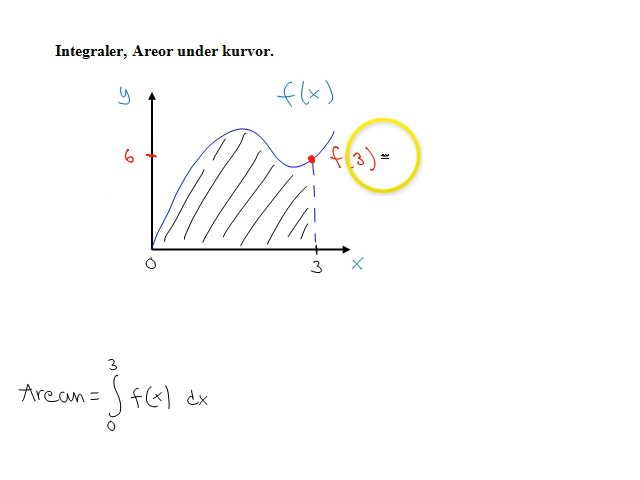 Integraler, Areor under kurvor.
y
f(x)
6
f(3) =
0
3
x
3
Arean = ∫ f(x) dx
0